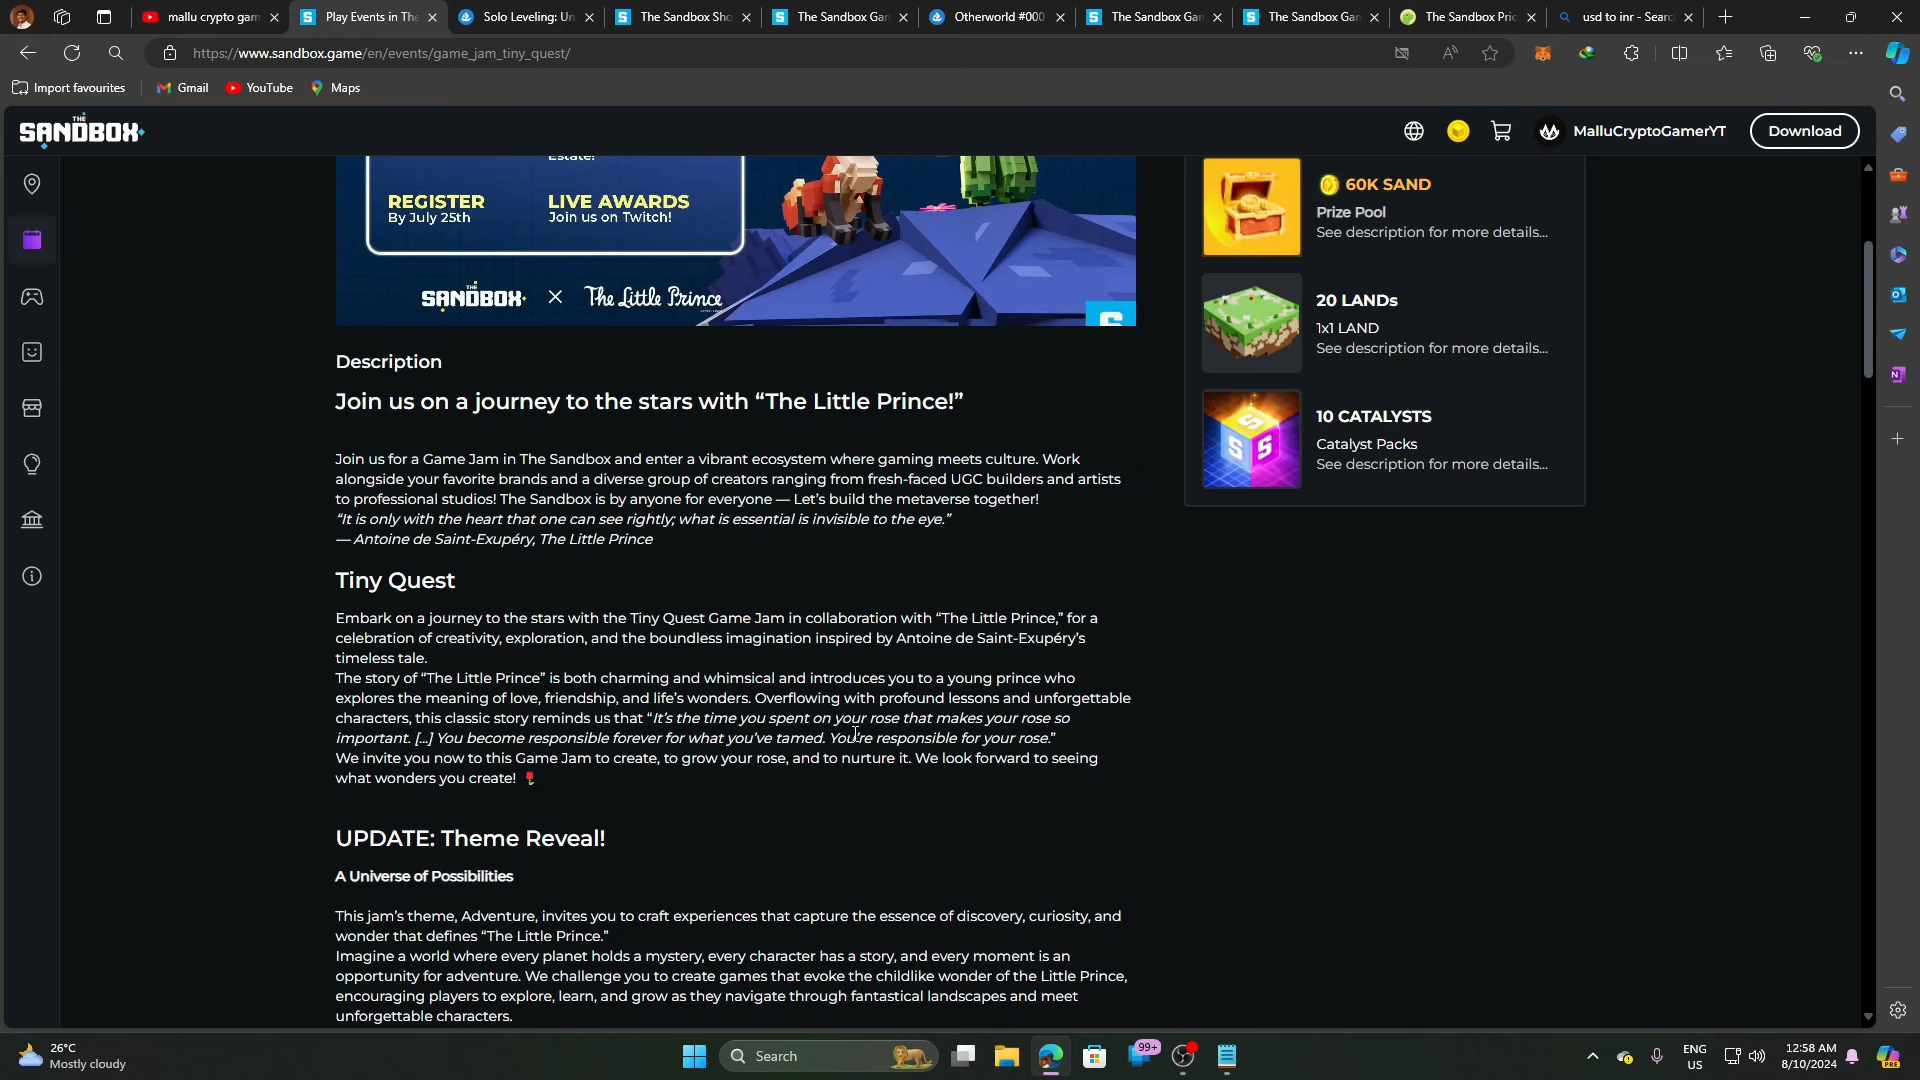 mallu crypto gam
Play Events in The
Solo Leveling: Un
The Sandbox Sho
The Sandbox Gan
Otherworld #000
The Sandbox Gan
The Sandbox Gan
The Sandbox Pric
usd to inr - Searc
https://www.sandbox.game/en/events/game_jam_tiny_quest/
Import favourites
Gmail
YouTube
Maps
THE
SANDBOX
MalluCryptoGamerYT
Download
Estate!
REGISTER
By July 25th
LIVE AWARDS
Join us on Twitch!
THE
SANDBOX
The Little Prince
60K SAND
Prize Pool
See description for more details...
20 LANDs
1x1 LAND
See description for more details...
10 CATALYSTS
Catalyst Packs
See description for more details...
Description
Join us on a journey to the stars with “The Little Prince!”
Join us for a Game Jam in The Sandbox and enter a vibrant ecosystem where gaming meets culture. Work
alongside your favorite brands and a diverse group of creators ranging from fresh-faced UGC builders and artists
to professional studios! The Sandbox is by anyone for everyone — Let’s build the metaverse together!
“It is only with the heart that one can see rightly; what is essential is invisible to the eye.”
— Antoine de Saint-Exupéry, The Little Prince
Tiny Quest
Embark on a journey to the stars with the Tiny Quest Game Jam in collaboration with “The Little Prince,” for a
celebration of creativity, exploration, and the boundless imagination inspired by Antoine de Saint-Exupéry’s
timeless tale.
The story of “The Little Prince” is both charming and whimsical and introduces you to a young prince who
explores the meaning of love, friendship, and life’s wonders. Overflowing with profound lessons and unforgettable
characters, this classic story reminds us that “It’s the time you spent on your rose that makes your rose so
important. [...] You become responsible forever for what you’ve tamed. You’re responsible for your rose.”
We invite you now to this Game Jam to create, to grow your rose, and to nurture it. We look forward to seeing
what wonders you create! 🌹
UPDATE: Theme Reveal!
A Universe of Possibilities
This jam’s theme, Adventure, invites you to craft experiences that capture the essence of discovery, curiosity, and
wonder that defines “The Little Prince.”
Imagine a world where every planet holds a mystery, every character has a story, and every moment is an
opportunity for adventure. We challenge you to create games that evoke the childlike wonder of the Little Prince,
encouraging players to explore, learn, and grow as they navigate through fantastical landscapes and meet
unforgettable characters.
26°C
Mostly cloudy
Search
99+
ENG
US
12:58 AM
8/10/2024
PRE